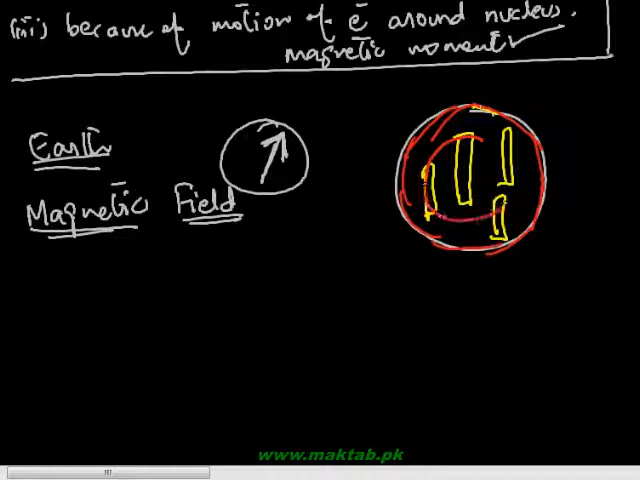 (iii) because of motion of ē around nucleus.
magnetic moment
Earth
Magnetic Field
www.maktab.pk